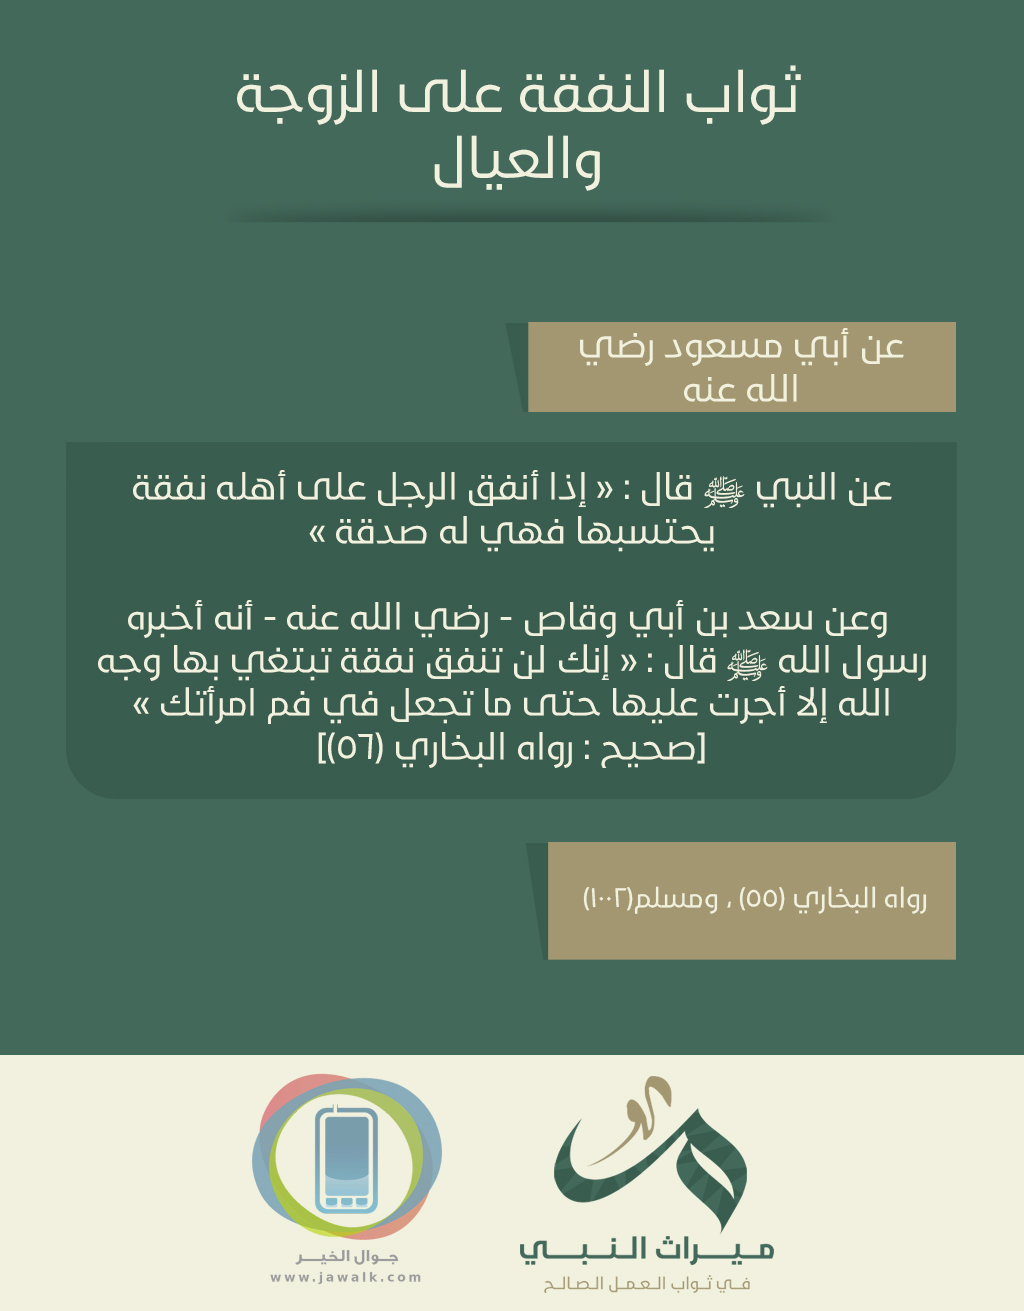 ثواب النفقة على الزوجة
والعيال
عن أبي مسعود رضي
الله عنه
عن النبي ﷺ قال : « إذا أنفق الرجل على أهله نفقة
يحتسبها فهي له صدقة »
وعن سعد بن أبي وقاص - رضي الله عنه - أنه أخبره
رسول الله ﷺ قال : « إنك لن تنفق نفقة تبتغي بها وجه
الله إلا أجرت عليها حتى ما تجعل في فم امرأتك »
[صحيح : رواه البخاري (٥٦)]
رواه البخاري (٥٥) ، ومسلم(١٠٠٢)
ميراث النبي
في ثواب العمل الصالح
جوال الخير
www.jawalk.com